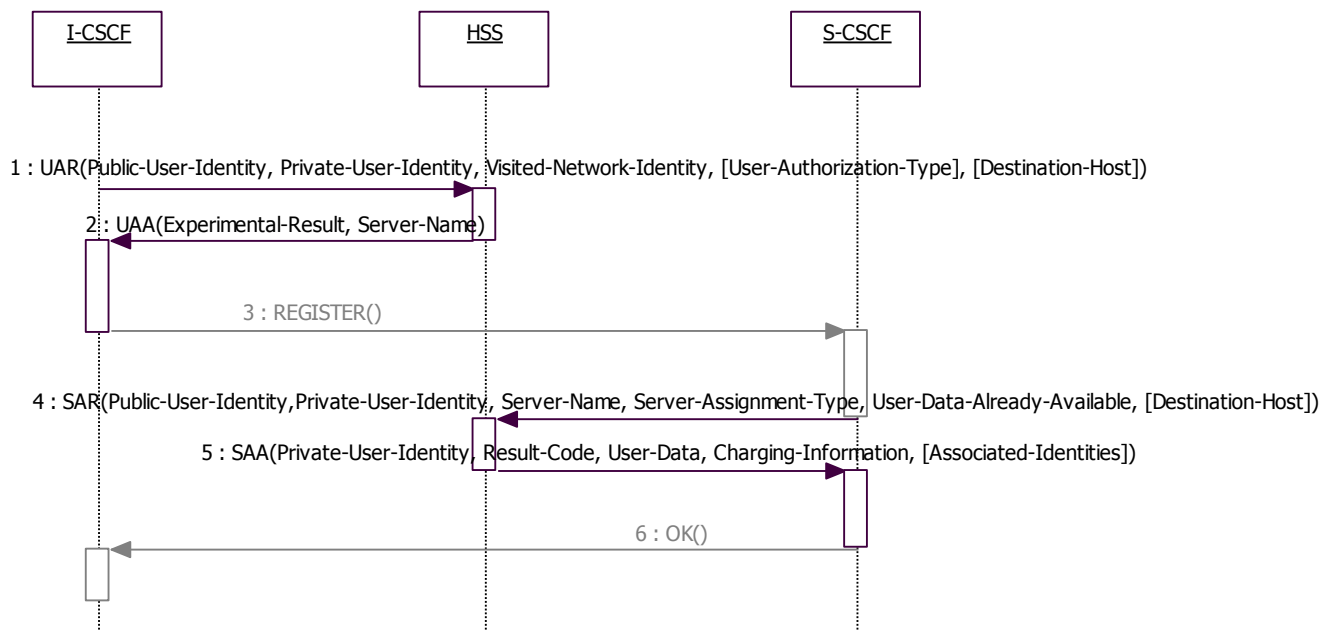 I-CSCF
HSS
S-CSCF
1 : UAR(Public-User-Identity, Private-User-Identity, Visited-Network-Identity, [User-Authorization-Type], [Destination-Host])
2 : UAA(Experimental-Result, Server-Name)
3 : REGISTER()
4 : SAR(Public-User-Identity,Private-User-Identity, Server-Name, Server-Assignment-Type, User-Data-Already-Available, [Destination-Host])
5 : SAA(Private-User-Identity, Result-Code, User-Data, Charging-Information, [Associated-Identities])
6 : OK()